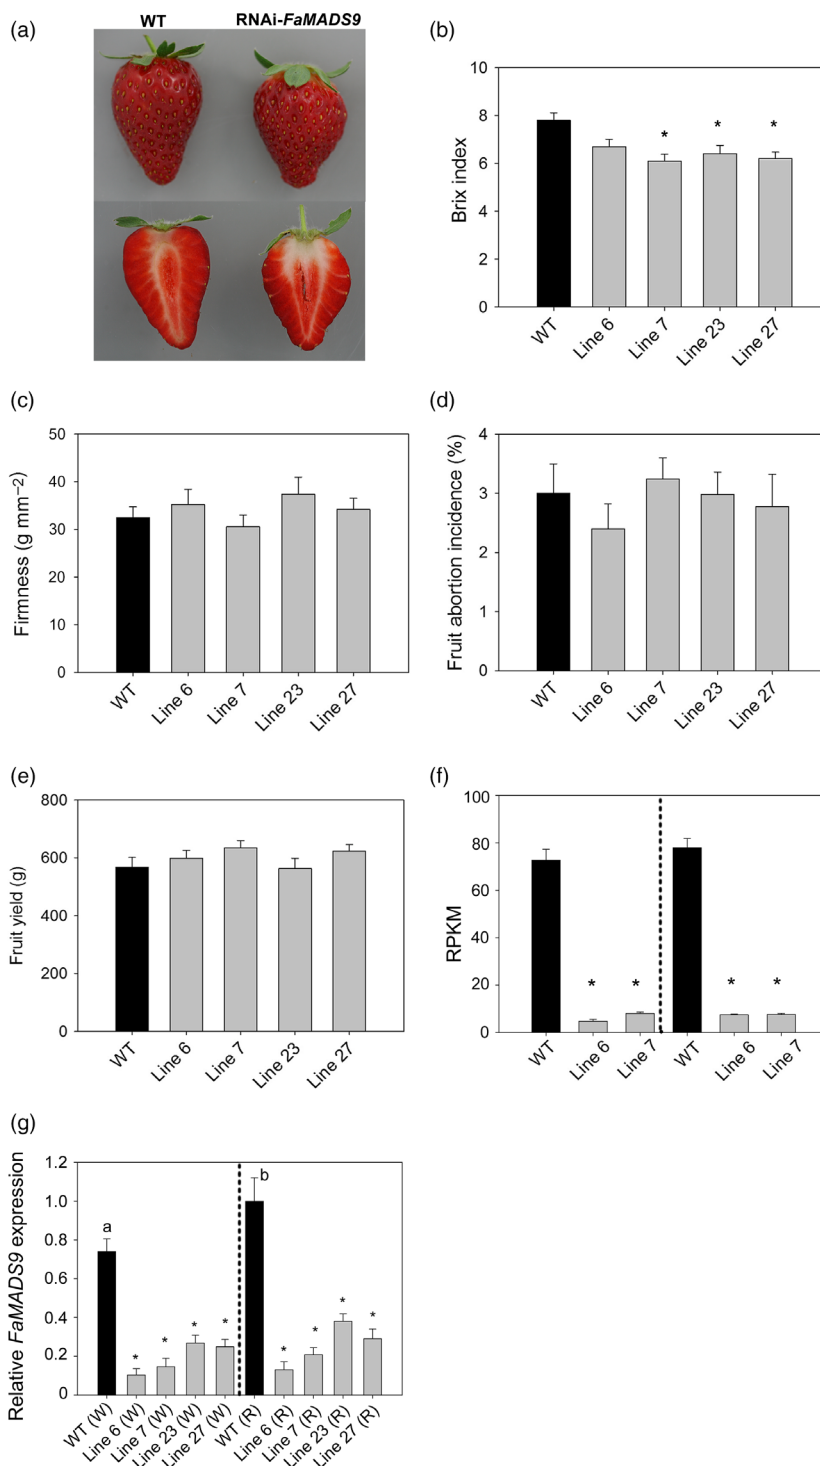 (a)
WT RNAi-FaMADS9
(b)
Brix index
10
8
6
4
2
0
* * *
WT Line 6 Line 7 Line 23 Line 27
(c)
Firmness (g mm−2)
50
40
30
20
10
0
WT Line 6 Line 7 Line 23 Line 27
(d)
Fruit abortion incidence (%)
4
3
2
1
0
WT Line 6 Line 7 Line 23 Line 27
(e)
Fruit yield (g)
800
600
400
200
0
WT Line 6 Line 7 Line 23 Line 27
(f)
RPKM
100
80
60
40
20
0
* * * *
WT Line 6 Line 7 WT Line 6 Line 7
(g)
Relative FaMADS9 expression
1.2
1.0
0.8
0.6
0.4
0.2
0
a * * * * b * * * *
WT (W) Line 6 (W) Line 7 (W) Line 23 (W) Line 27 (W) WT (R) Line 6 (R) Line 7 (R) Line 23 (R) Line 27 (R)